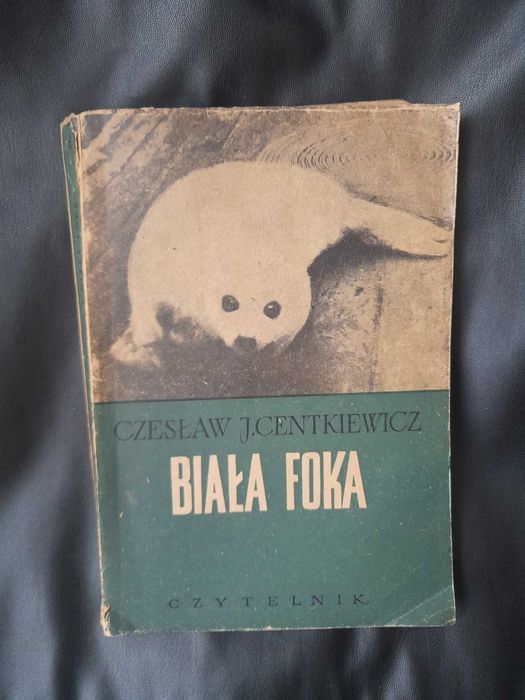 CZESŁAW J. CENTKIEWICZ
BIAŁA FOKA
CZYTELNIK